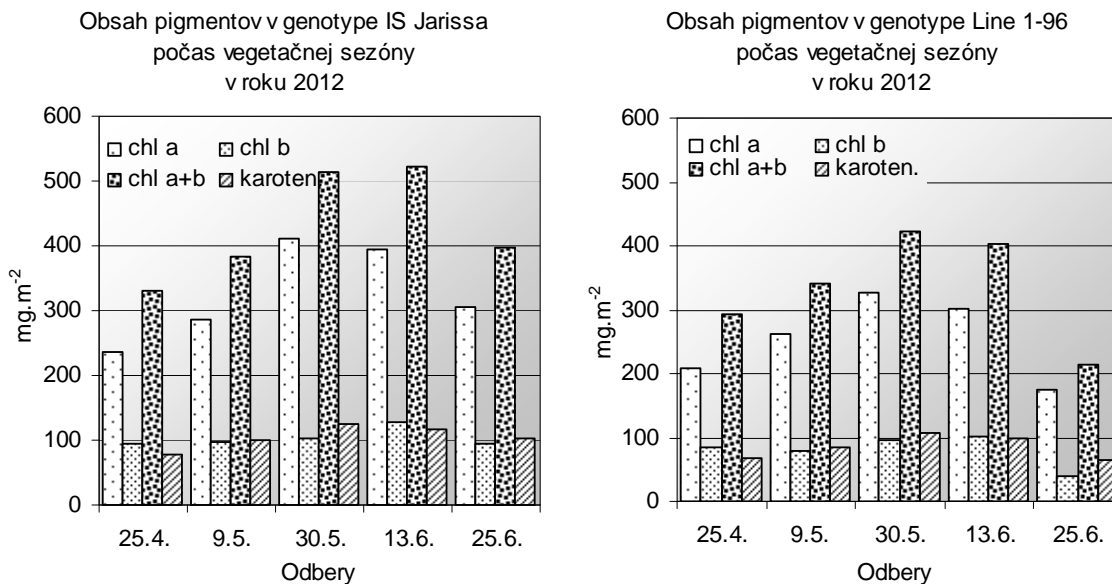 Obsah pigmentov v genotype IS Jarissa
počas vegetačnej sezóny
v roku 2012
600
500
400
300
200
100
0
mg.m-2
chl a chl b
chl a+b karoten.
25.4. 9.5. 30.5. 13.6. 25.6.
Odbery
Obsah pigmentov v genotype Line 1-96
počas vegetačnej sezóny
v roku 2012
600
500
400
300
200
100
0
mg.m-2
chl a chl b
chl a+b karoten.
25.4. 9.5. 30.5. 13.6. 25.6.
Odbery